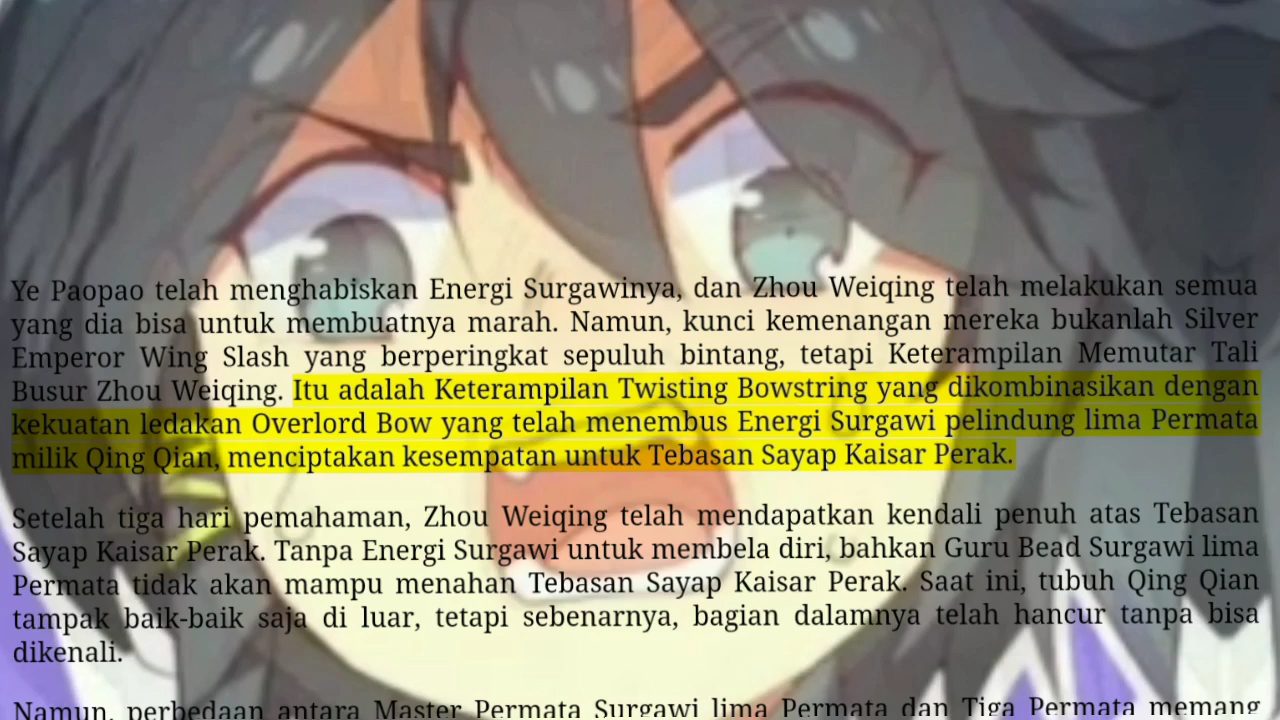 Ye Paopao telah menghabiskan Energi Surgawinya, dan Zhou Weiqing telah melakukan semua
yang dia bisa untuk membuatnya marah. Namun, kunci kemenangan mereka bukanlah Silver
Emperor Wing Slash yang berperingkat sepuluh bintang, tetapi Keterampilan Memutar Tali
Busur Zhou Weiqing. Itu adalah Keterampilan Twisting Bowstring yang dikombinasikan dengan
kekuatan ledakan Overlord Bow yang telah menembus Energi Surgawi pelindung lima Permata
milik Qing Qian, menciptakan kesempatan untuk Tebasan Sayap Kaisar Perak.
Setelah tiga hari pemahaman, Zhou Weiqing telah mendapatkan kendali penuh atas Tebasan
Sayap Kaisar Perak. Tanpa Energi Surgawi untuk membela diri, bahkan Guru Bead Surgawi lima
Permata tidak akan mampu menahan Tebasan Sayap Kaisar Perak. Saat ini, tubuh Qing Qian
tampak baik-baik saja di luar, tetapi sebenarnya, bagian dalamnya telah hancur tanpa bisa
dikenali.
Namun, perbedaan antara Master Permata Surgawi lima Permata dan Tiga Permata memang